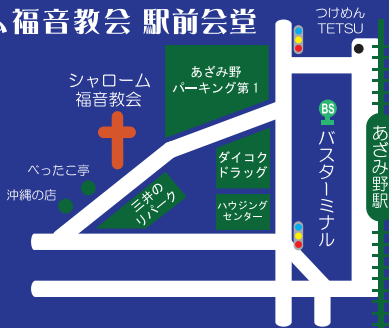 ム福音教会 駅前会堂
つけめん
TETSU
あざみ野
パーキング第1
シャローム
福音教会
BS
バスターミナル
あざみ野駅
ダイコク
ドラッグ
べったこ亭
沖縄の店
三井の
リパーク
ハウジング
センター